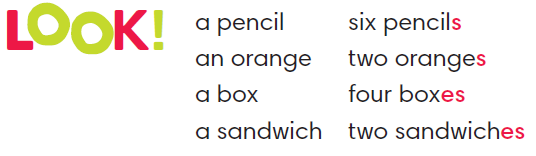 LOOK!
a pencil six pencils
an orange two oranges
a box four boxes
a sandwich two sandwiches